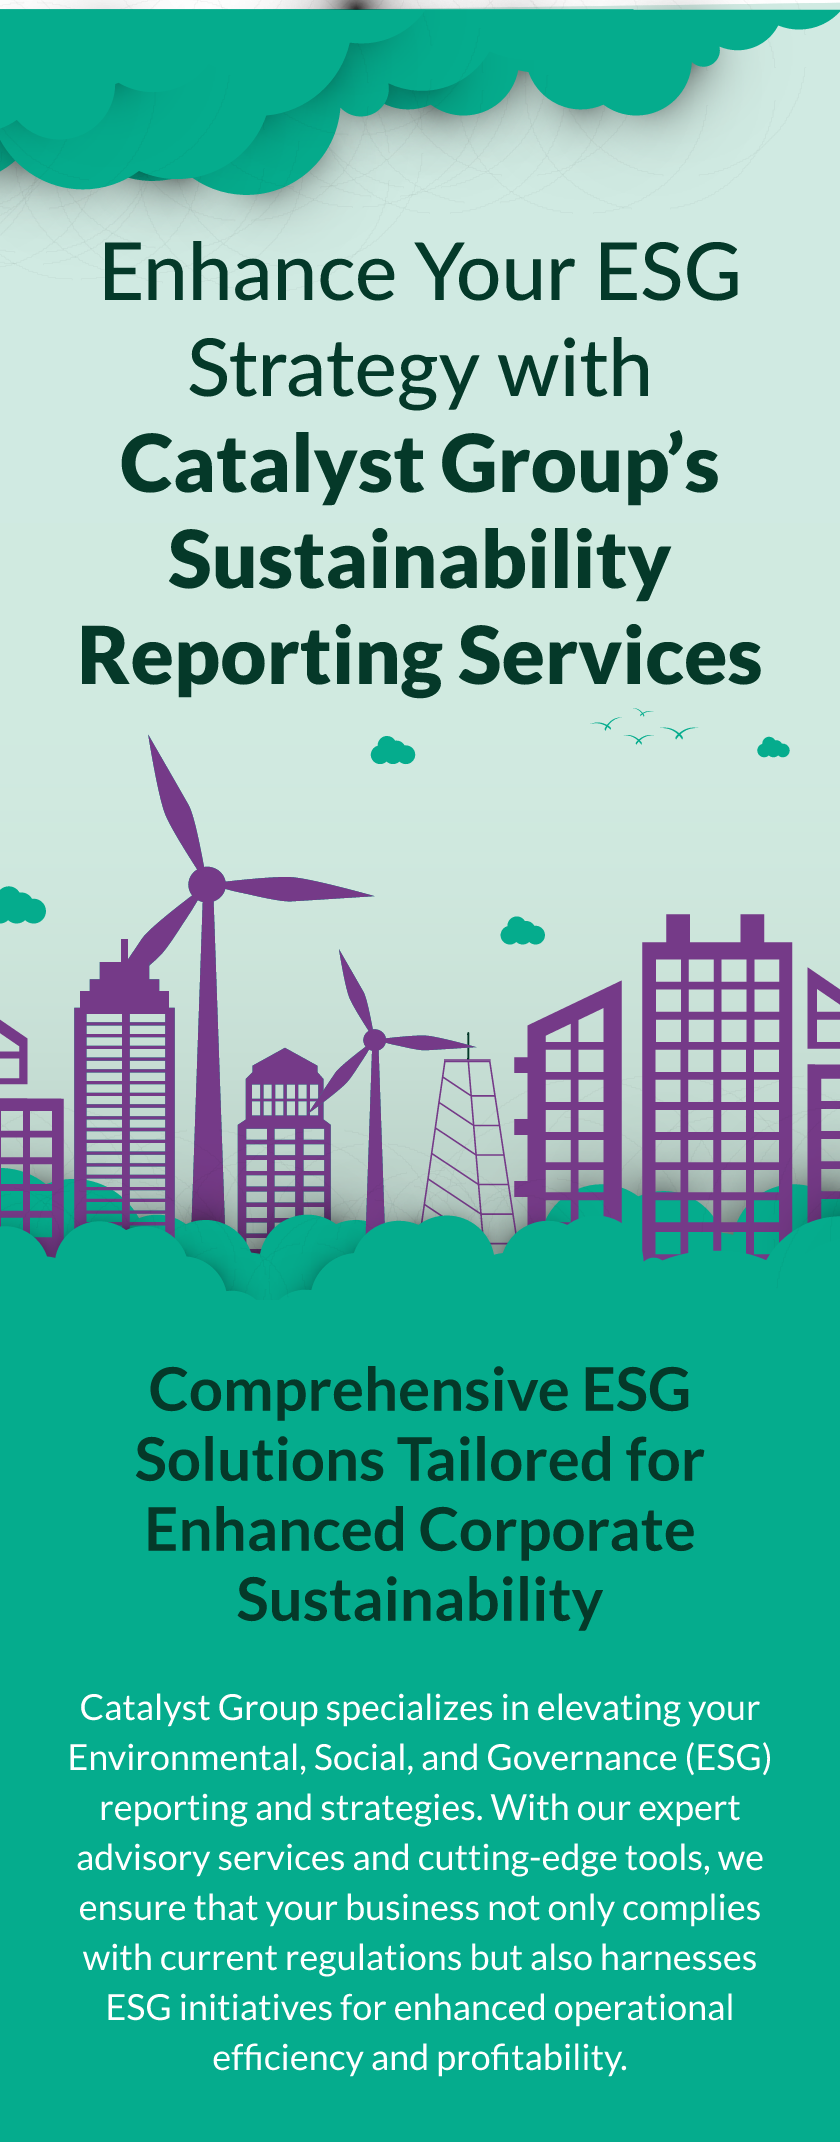 Enhance Your ESG
Strategy with
Catalyst Group’s
Sustainability
Reporting Services
Comprehensive ESG
Solutions Tailored for
Enhanced Corporate
Sustainability
Catalyst Group specializes in elevating your
Environmental, Social, and Governance (ESG)
reporting and strategies. With our expert
advisory services and cutting-edge tools, we
ensure that your business not only complies
with current regulations but also harnesses
ESG initiatives for enhanced operational
efficiency and profitability.